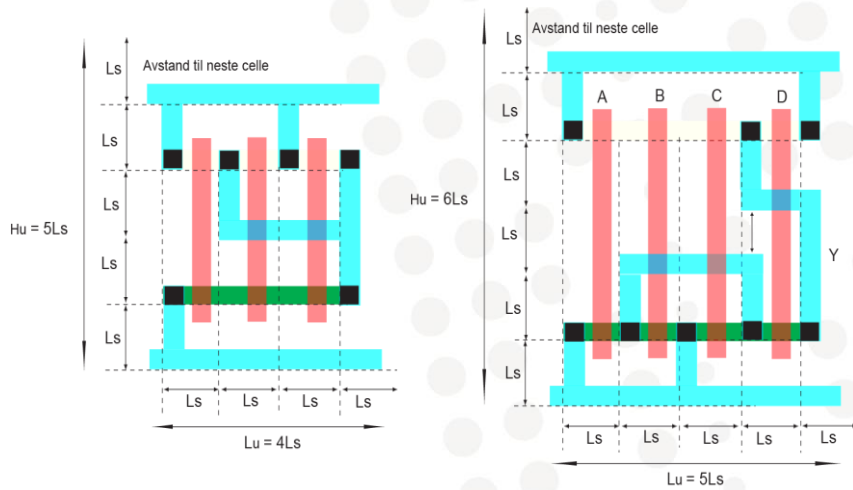 Ls
Avstand til neste celle
Ls
Ls
Hu = 5Ls
Ls
Ls
Ls
Ls
Ls
Ls
Lu = 4Ls
Ls
Avstand til neste celle
Ls
A
B
C
D
Ls
Hu = 6Ls
Ls
Y
Ls
Ls
Ls
Ls
Ls
Ls
Ls
Lu = 5Ls